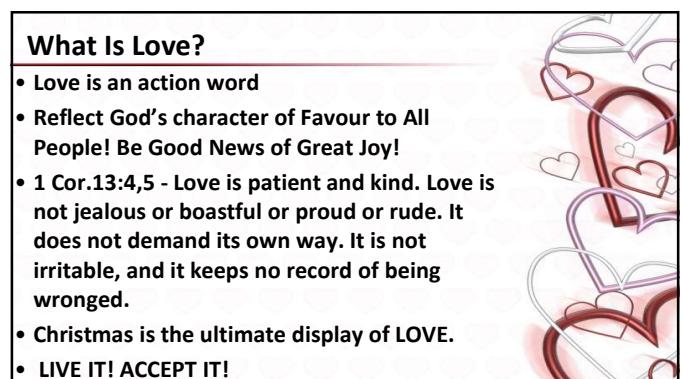 What Is Love?
• Love is an action word
• Reflect God's character of Favour to All
People! Be Good News of Great Joy!
• 1 Cor.13:4,5 - Love is patient and kind. Love is
not jealous or boastful or proud or rude. It
does not demand its own way. It is not
irritable, and it keeps no record of being
wronged.
• Christmas is the ultimate display of LOVE.
• LIVE IT! ACCEPT IT!